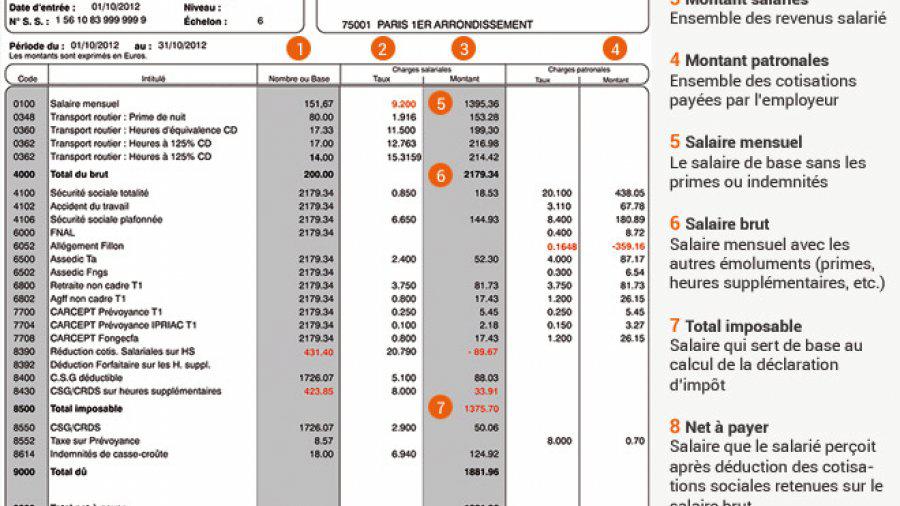 Date d'entrée : 01/10/2012 Niveau :
N° S. S. : 1 56 10 83 999 999 9 Échelon : 6
75001 PARIS 1ER ARRONDISSEMENT
Période du : 01/10/2012 au : 31/10/2012
Les montants sont exprimés en Euros.
1 2 3 4
Charges salariales Charges patronales
Code Intitulé Nombre ou Base Taux Montant Taux Montant
0100 Salaire mensuel 151,67 9.200 5 1395,36
0348 Transport routier : Prime de nuit 80.00 1.916 153.28
0360 Transport routier : Heures d'équivalence CD 17.33 11.500 199,30
0362 Transport routier : Heures à 125% CD 17.00 12.763 216.98
0362 Transport routier : Heures à 125% CD 14.00 15.3159 214.42
4000 Total du brut 200.00 6 2179.34
4100 Sécurité sociale totalité 2179.34 0.850 18.53 20.100 438.05
4102 Accident du travail 2179.34 3.110 67.78
4106 Sécurité sociale plafonnée 2179.34 6.650 144.93 8.400 180.89
6000 FNAL 2179.34 0.400 8.72
6052 Allégement Fillon 2179.34 0.1648 -359.16
6500 Assedic Ta 2179.34 2.400 52.30 4.000 87.17
6502 Assedic Fngs 2179.34 0.300 6.54
6800 Retraite non cadre T1 2179.34 3.750 81.73 3.750 81.73
6802 Agff non cadre T1 2179.34 0.800 17.43 1.200 26.15
7700 CARCEPT Prévoyance T1 2179.34 0.250 5.45 0.250 5.45
7704 CARCEPT Prévoyance IPRIAC T1 2179.34 0.100 2.18 0.150 3.27
7708 CARCEPT Fongecfa 2179.34 0.800 17.43 1.200 26.15
8390 Réduction cotis. Salariales sur HS 431.40 20.790 - 89.67
8392 Déduction Forfaitaire sur les H. suppl.
8400 C.S.G déductible 1726.07 5.100 88.03
8430 CSG/CRDS sur heures supplémentaires 423.85 8.000 33.91
8500 Total imposable 7 1375.70
8550 CSG/CRDS 1726.07 2.900 50.06
8552 Taxe sur Prévoyance 8.57 8.000 0.70
8614 Indemnités de casse-croûte 18.00 6.940 124.92
9000 Total dû 1881.96
3 Montant salariés
Ensemble des revenus salarié
4 Montant patronales
Ensemble des cotisations
payées par l'employeur
5 Salaire mensuel
Le salaire de base sans les
primes ou indemnités
6 Salaire brut
Salaire mensuel avec les
autres émoluments (primes,
heures supplémentaires, etc.)
7 Total imposable
Salaire qui sert de base au
calcul de la déclaration
d'impôt
8 Net à payer
Salaire que le salarié perçoit
après déduction des cotisa-
tions sociales retenues sur le
salaire brut